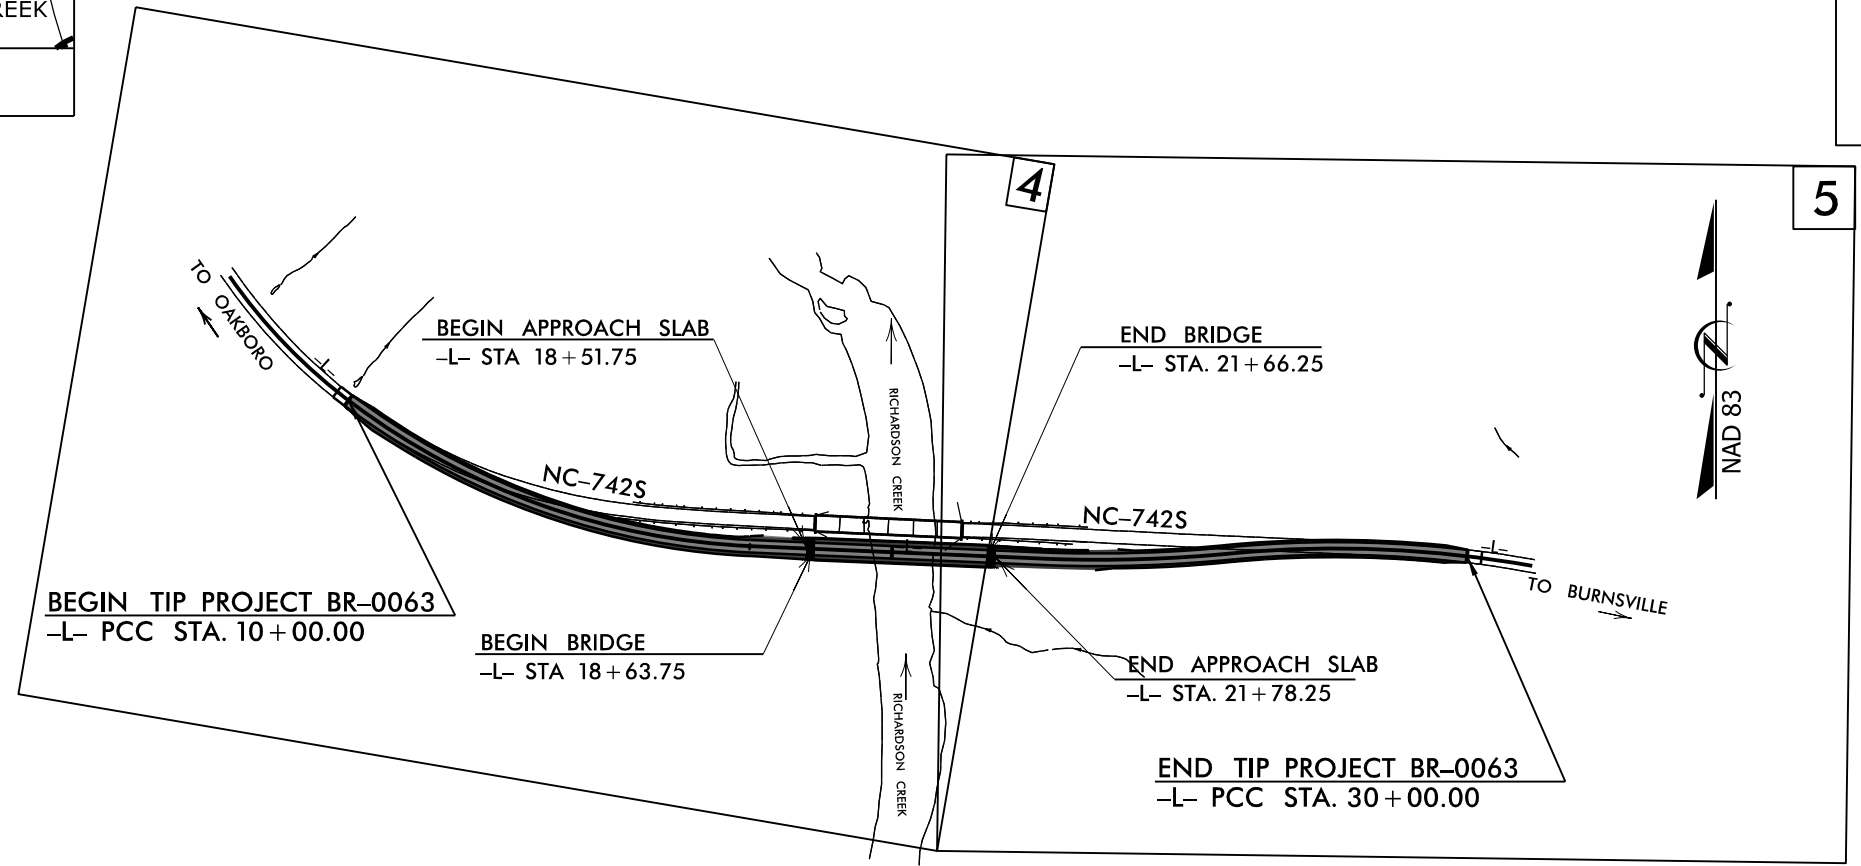 REEK
4
5
TO OAKBORO
–L–
BEGIN APPROACH SLAB
–L– STA 18+51.75
END BRIDGE
–L– STA. 21+66.25
RICHARDSON CREEK
NAD 83
NC–742S
NC–742S
–L–
TO BURNSVILLE
BEGIN TIP PROJECT BR–0063
–L– PCC STA. 10+00.00
BEGIN BRIDGE
–L– STA 18+63.75
END APPROACH SLAB
–L– STA. 21+78.25
RICHARDSON CREEK
END TIP PROJECT BR–0063
–L– PCC STA. 30+00.00